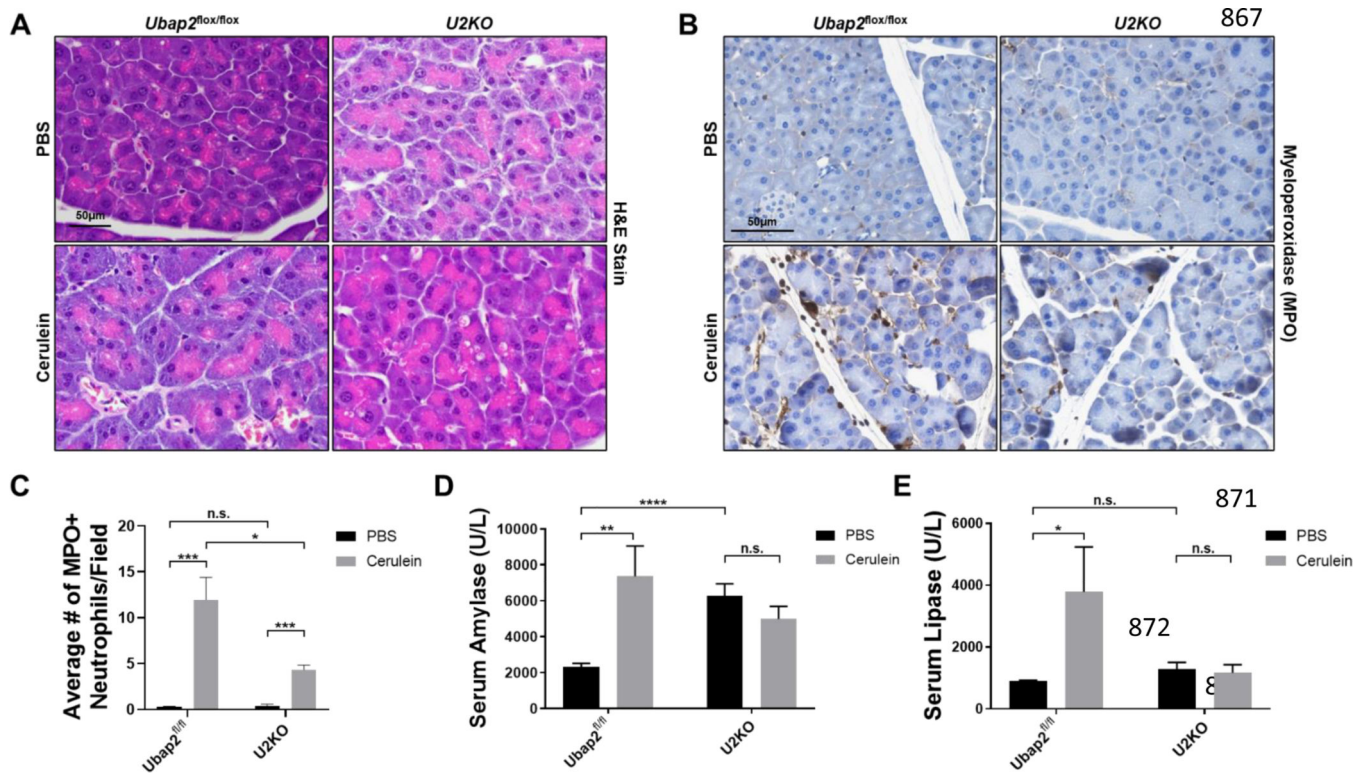 A
Ubap2flox/flox
U2KO
PBS
50µm
Cerulein
H&E Stain
B
Ubap2flox/flox
U2KO
867
PBS
50µm
Cerulein
Myeloperoxidase (MPO)
C
Average # of MPO+
Neutrophils/Field
20
15
10
5
0
n.s.
*
***
***
PBS
Cerulein
Ubap2fl/fl
U2KO
D
Serum Amylase (U/L)
10000
8000
6000
4000
2000
0
****
**
n.s.
PBS
Cerulein
Ubap2fl/fl
U2KO
E
871
Serum Lipase (U/L)
6000
4000
2000
0
n.s.
*
n.s.
PBS
Cerulein
872
Ubap2fl/fl
U2KO